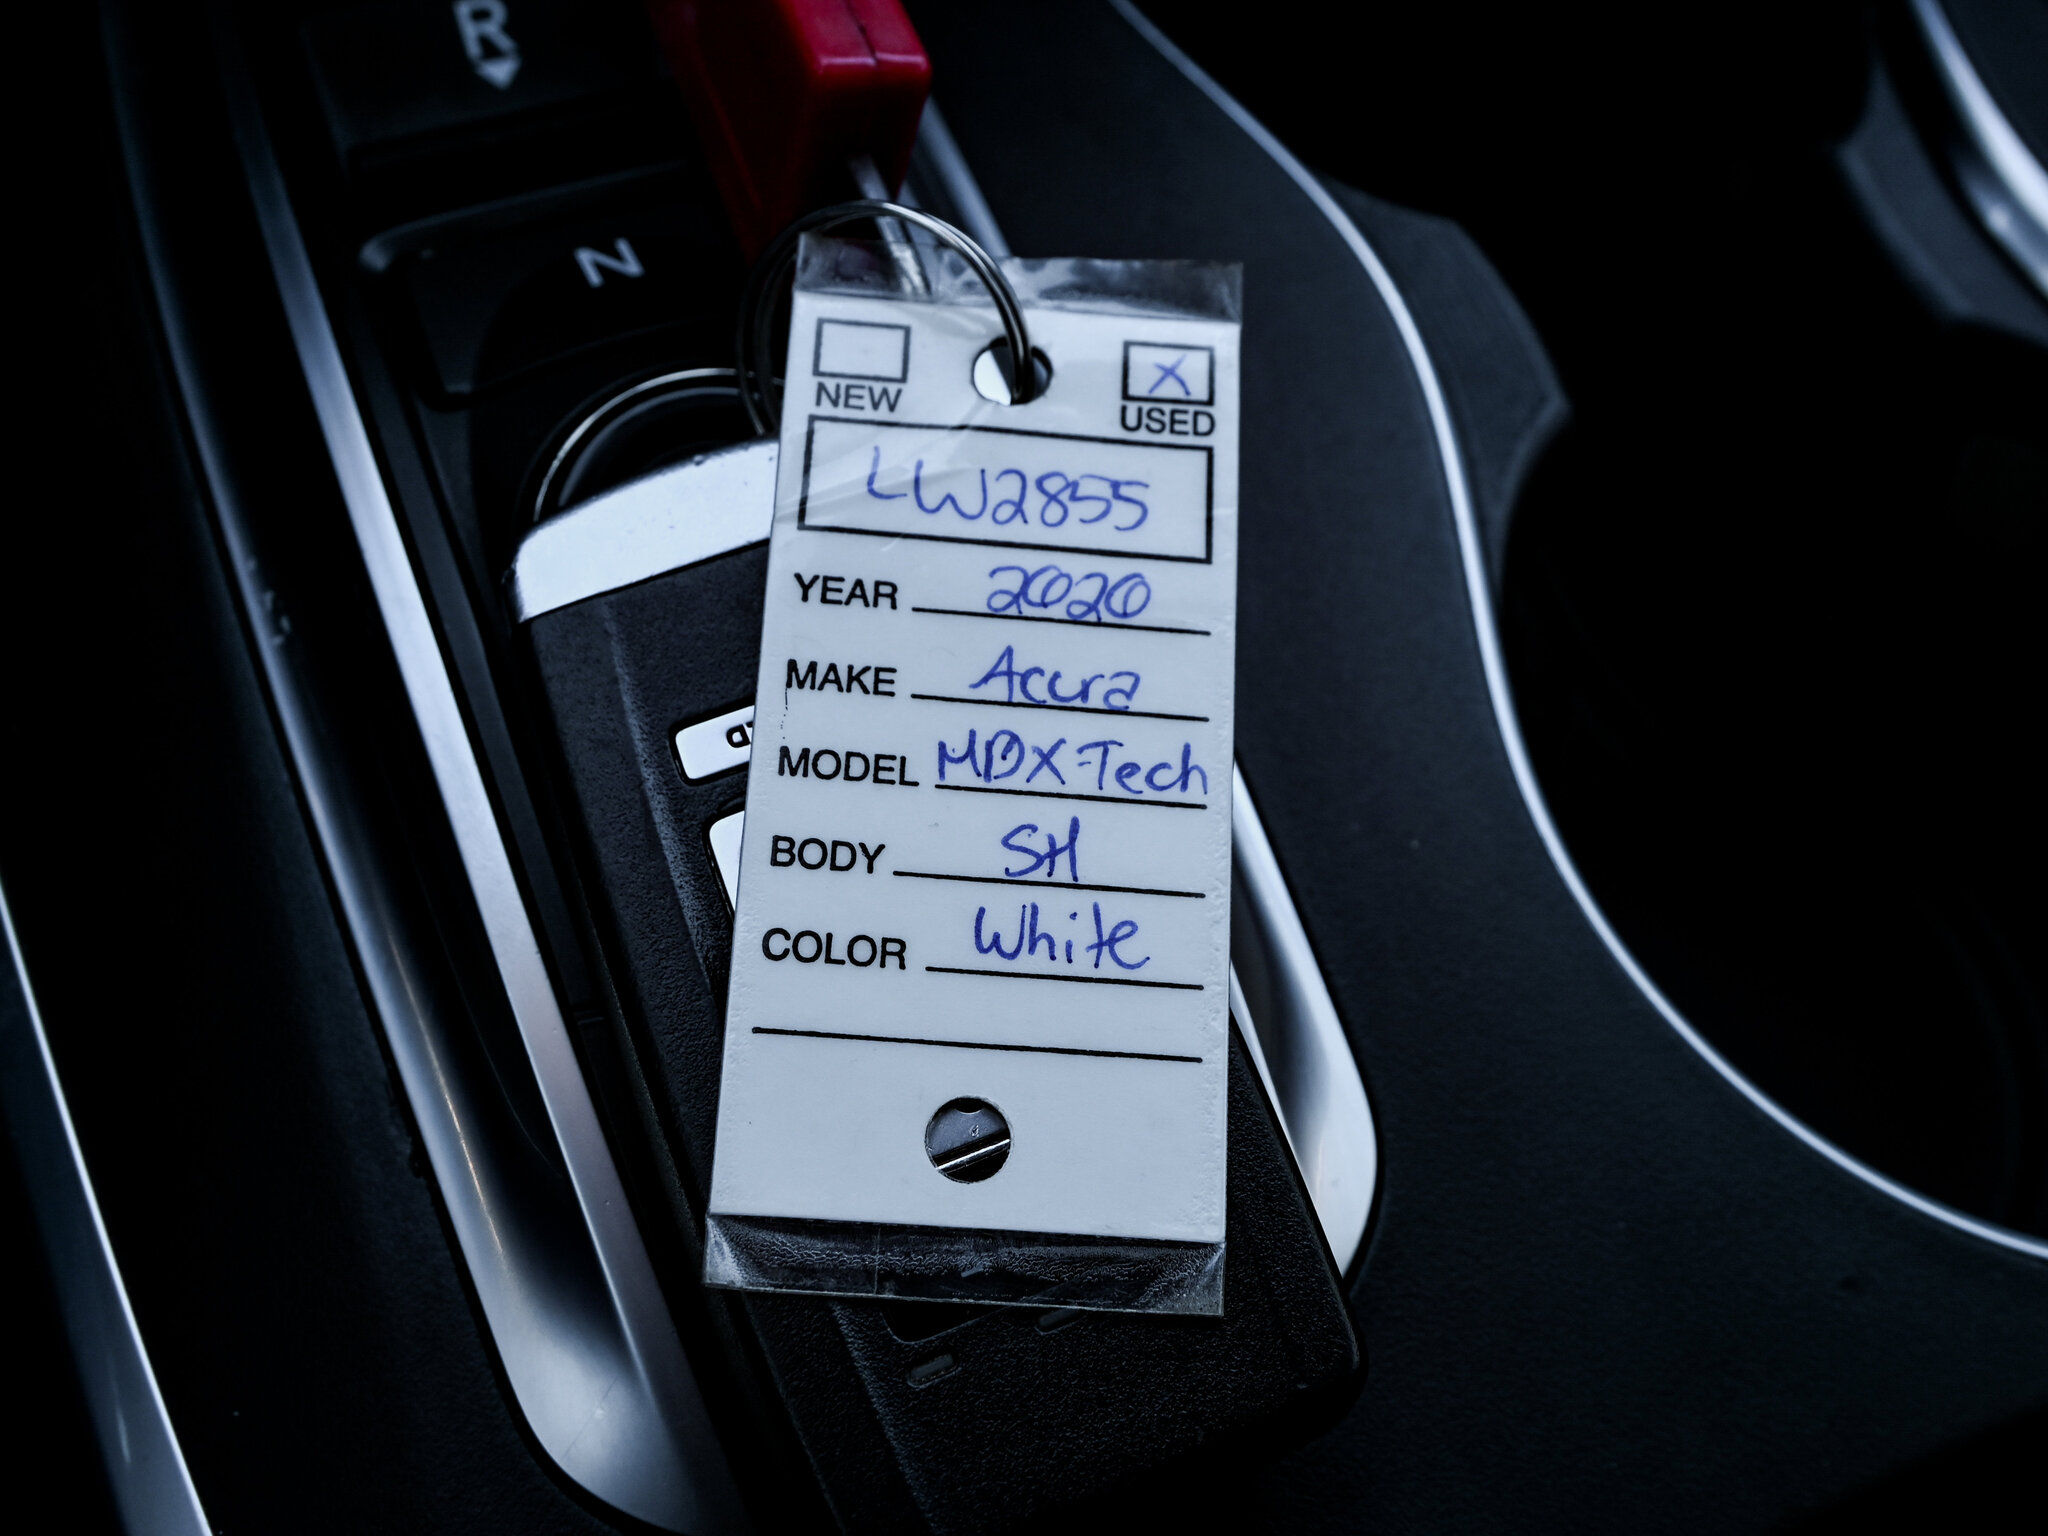 R
N
NEW
X
USED
LW2855
YEAR 2020
MAKE Acura
MODEL MDX-Tech
BODY SH
COLOR White